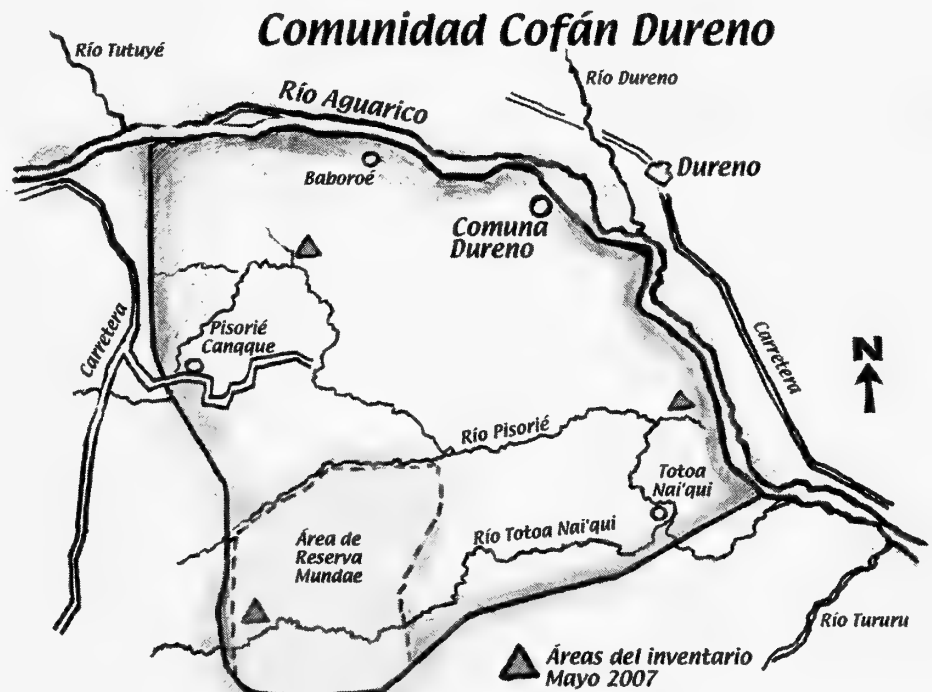 Comunidad Cofán Dureno
Río Tutuyé
Río Dureno
Río Aguarico
Baboroé
Dureno
Comuna
Dureno
Carretera
Pisorié
Canqque
Carretera
N
Río Pisorié
Totoa
Nai'qui
Río Totoa Nai'qui
Área de
Reserva
Mundae
Río Tururu
Áreas del inventario
Mayo 2007